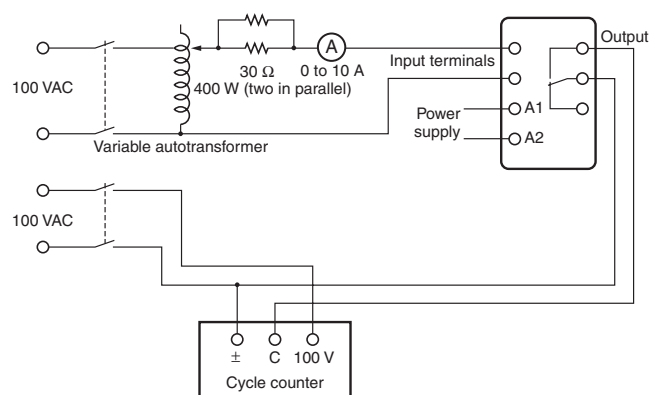 100 VAC
A
30 Ω
400 W (two in parallel)
0 to 10 A
Variable autotransformer
Input terminals
Output
Power
supply
A1
A2
100 VAC
± C 100 V
Cycle counter